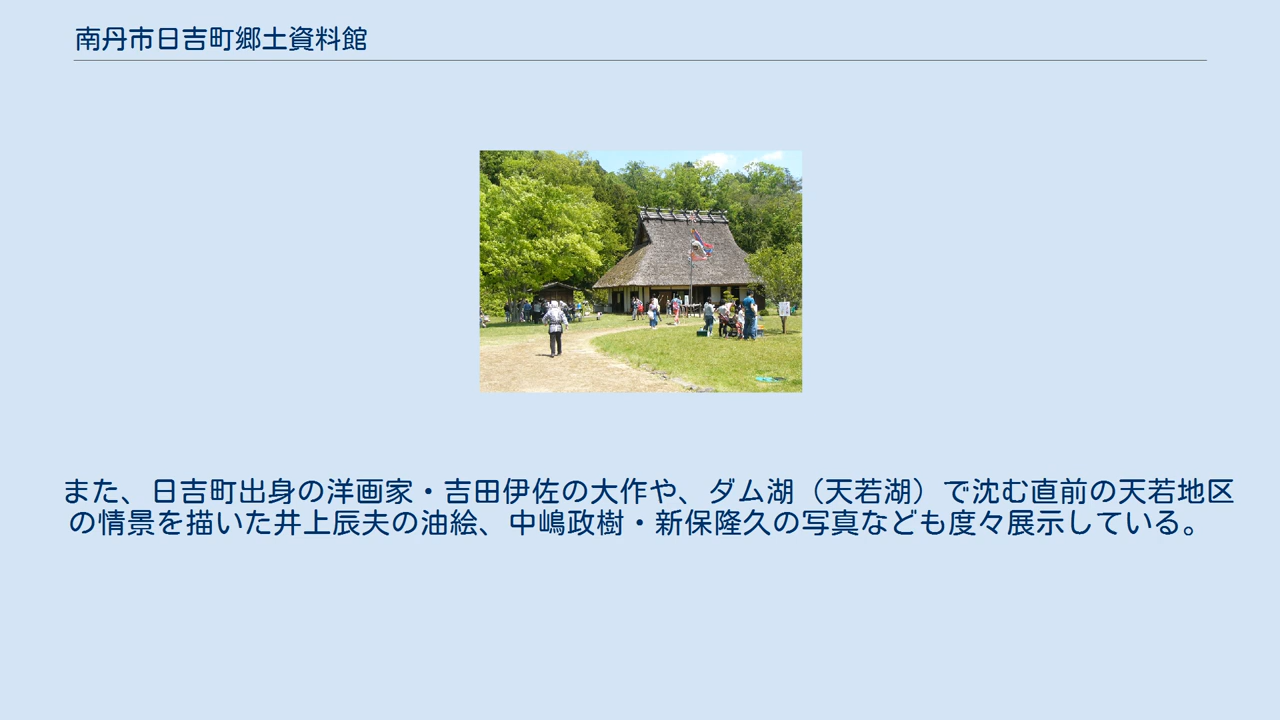 南丹市日吉町郷土資料館
また、日吉町出身の洋画家・吉田伊佐の大作や、ダム湖（天若湖）で沈む直前の天若地区
の情景を描いた井上辰夫の油絵、中嶋政樹・新保隆久の写真なども度々展示している。